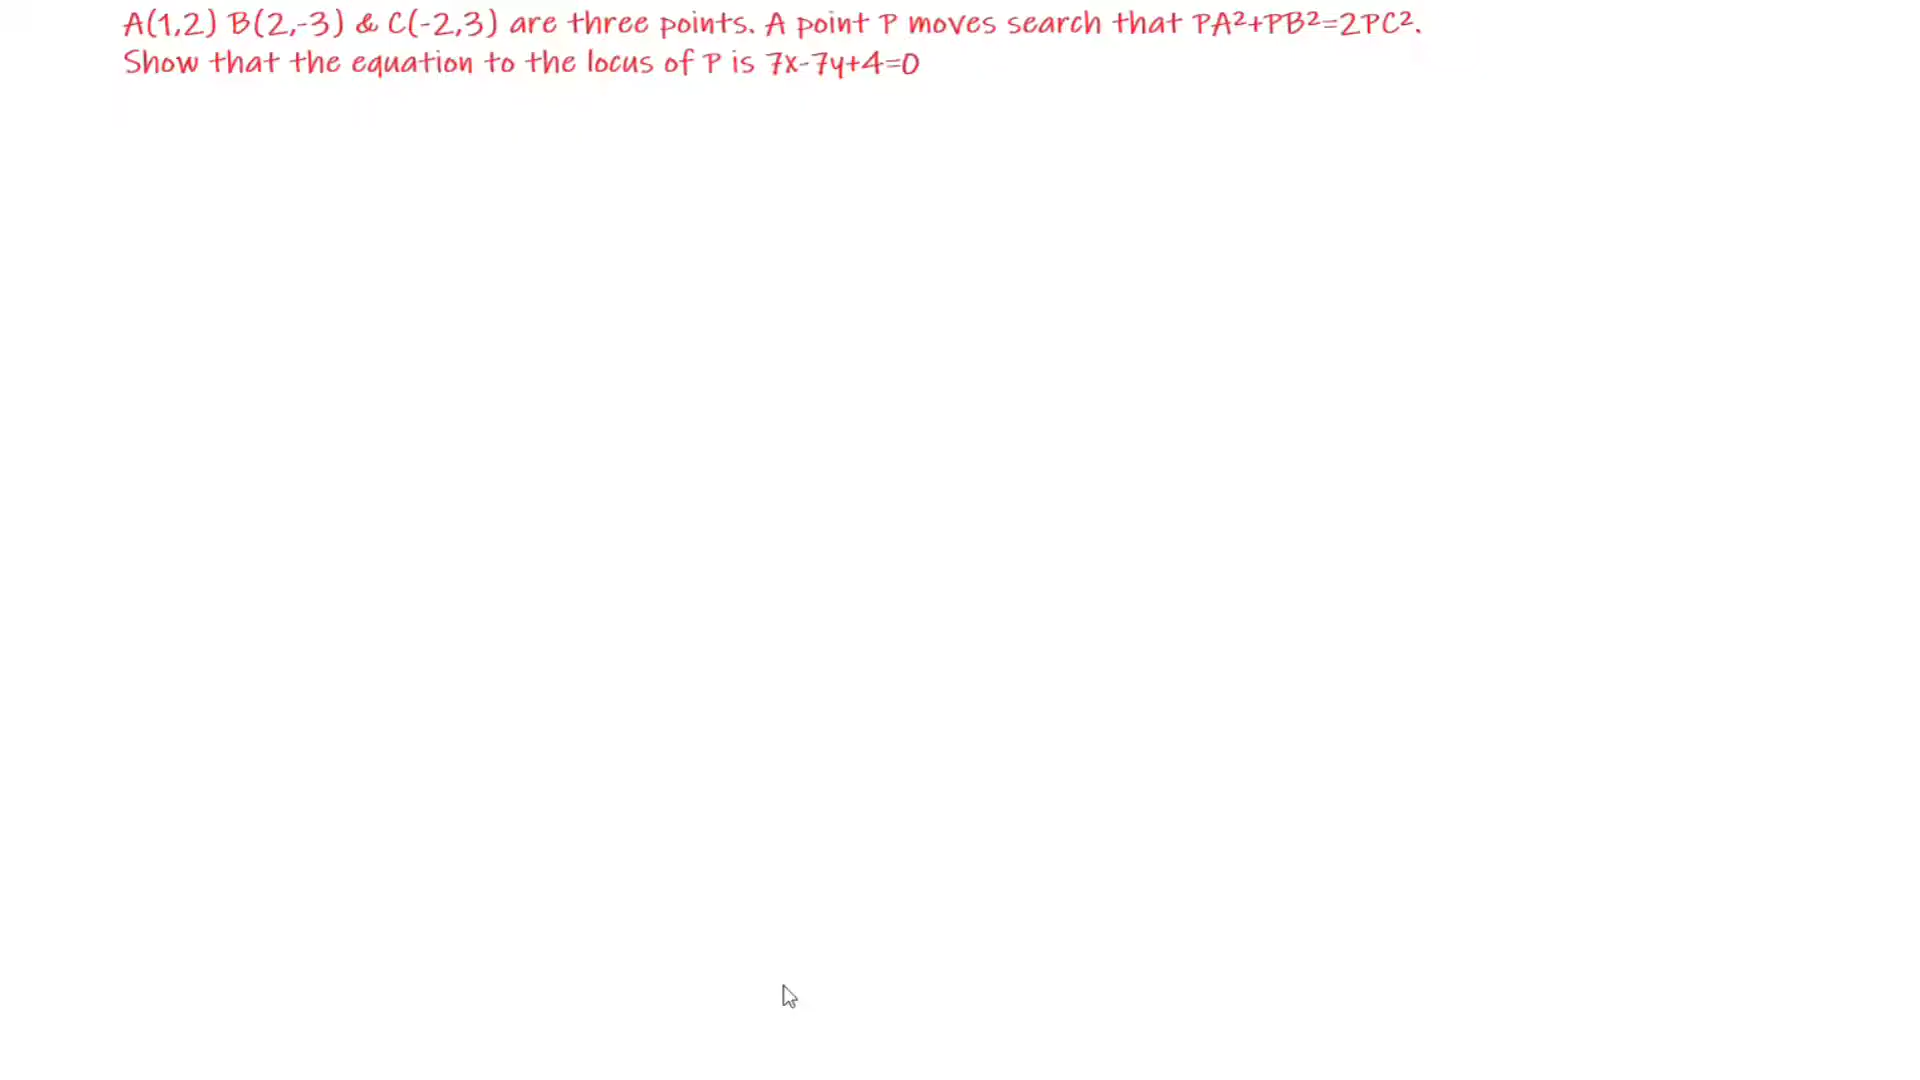 A(1,2) B(2,-3) & C(-2,3) are three points. A point P moves search that PA²+PB²=2PC².
Show that the equation to the locus of P is 7x-7y+4=0